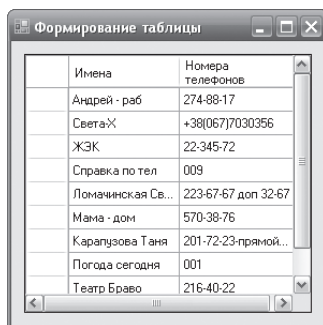 Формирование таблицы
Имена Номера
телефонов
Андрей - раб 274-88-17
Света-X +38(067)7030356
ЖЭК 22-345-72
Справка по тел 009
Ломачинская Св... 223-67-67 доп 32-67
Мама - дом 570-38-76
Карапузова Таня 201-72-23-прямой...
Погода сегодня 001
Театр Браво 216-40-22